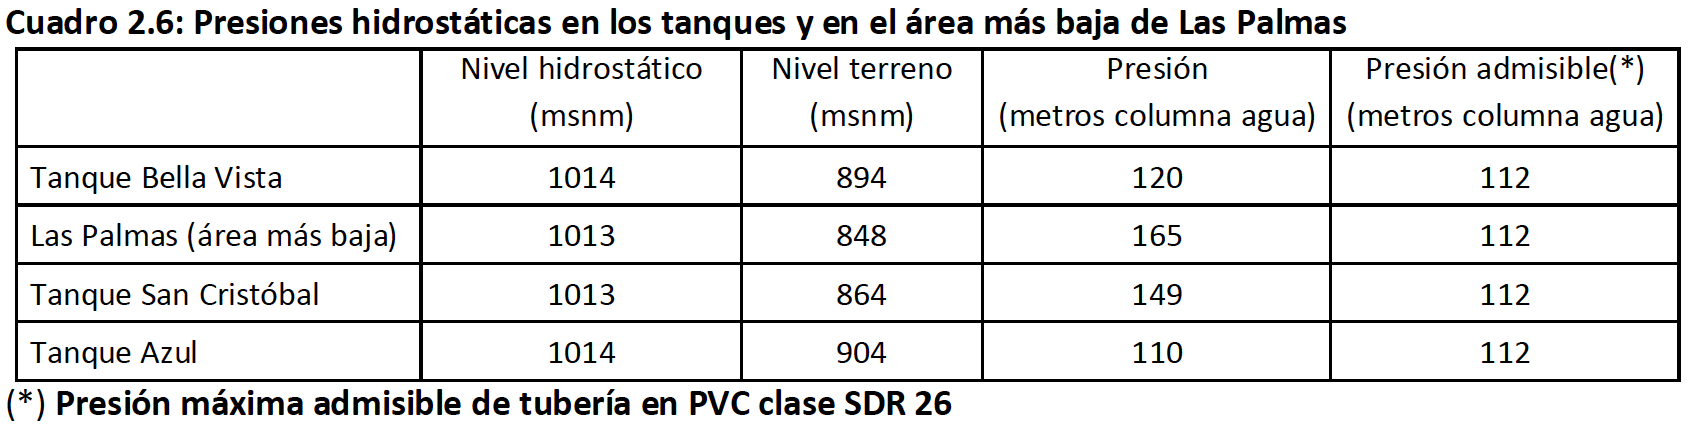 Cuadro 2.6: Presiones hidrostáticas en los tanques y en el área más baja de Las Palmas
Nivel hidrostático (msnm) Nivel terreno (msnm) Presión (metros columna agua) Presión admisible(*) (metros columna agua)
Tanque Bella Vista 1014 894 120 112
Las Palmas (área más baja) 1013 848 165 112
Tanque San Cristóbal 1013 864 149 112
Tanque Azul 1014 904 110 112
(*) Presión máxima admisible de tubería en PVC clase SDR 26